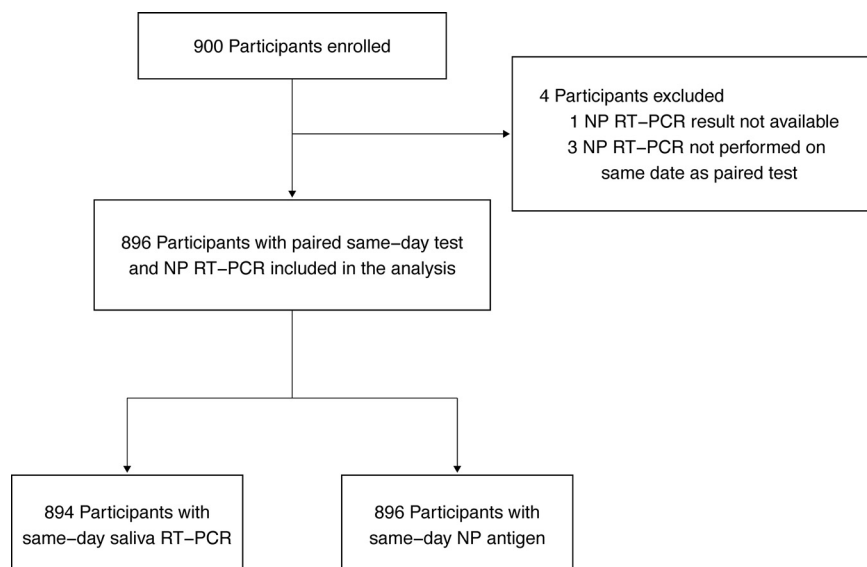 900 Participants enrolled
4 Participants excluded
1 NP RT−PCR result not available
3 NP RT−PCR not performed on
same date as paired test
896 Participants with paired same−day test
and NP RT−PCR included in the analysis
894 Participants with
same−day saliva RT−PCR
896 Participants with
same−day NP antigen